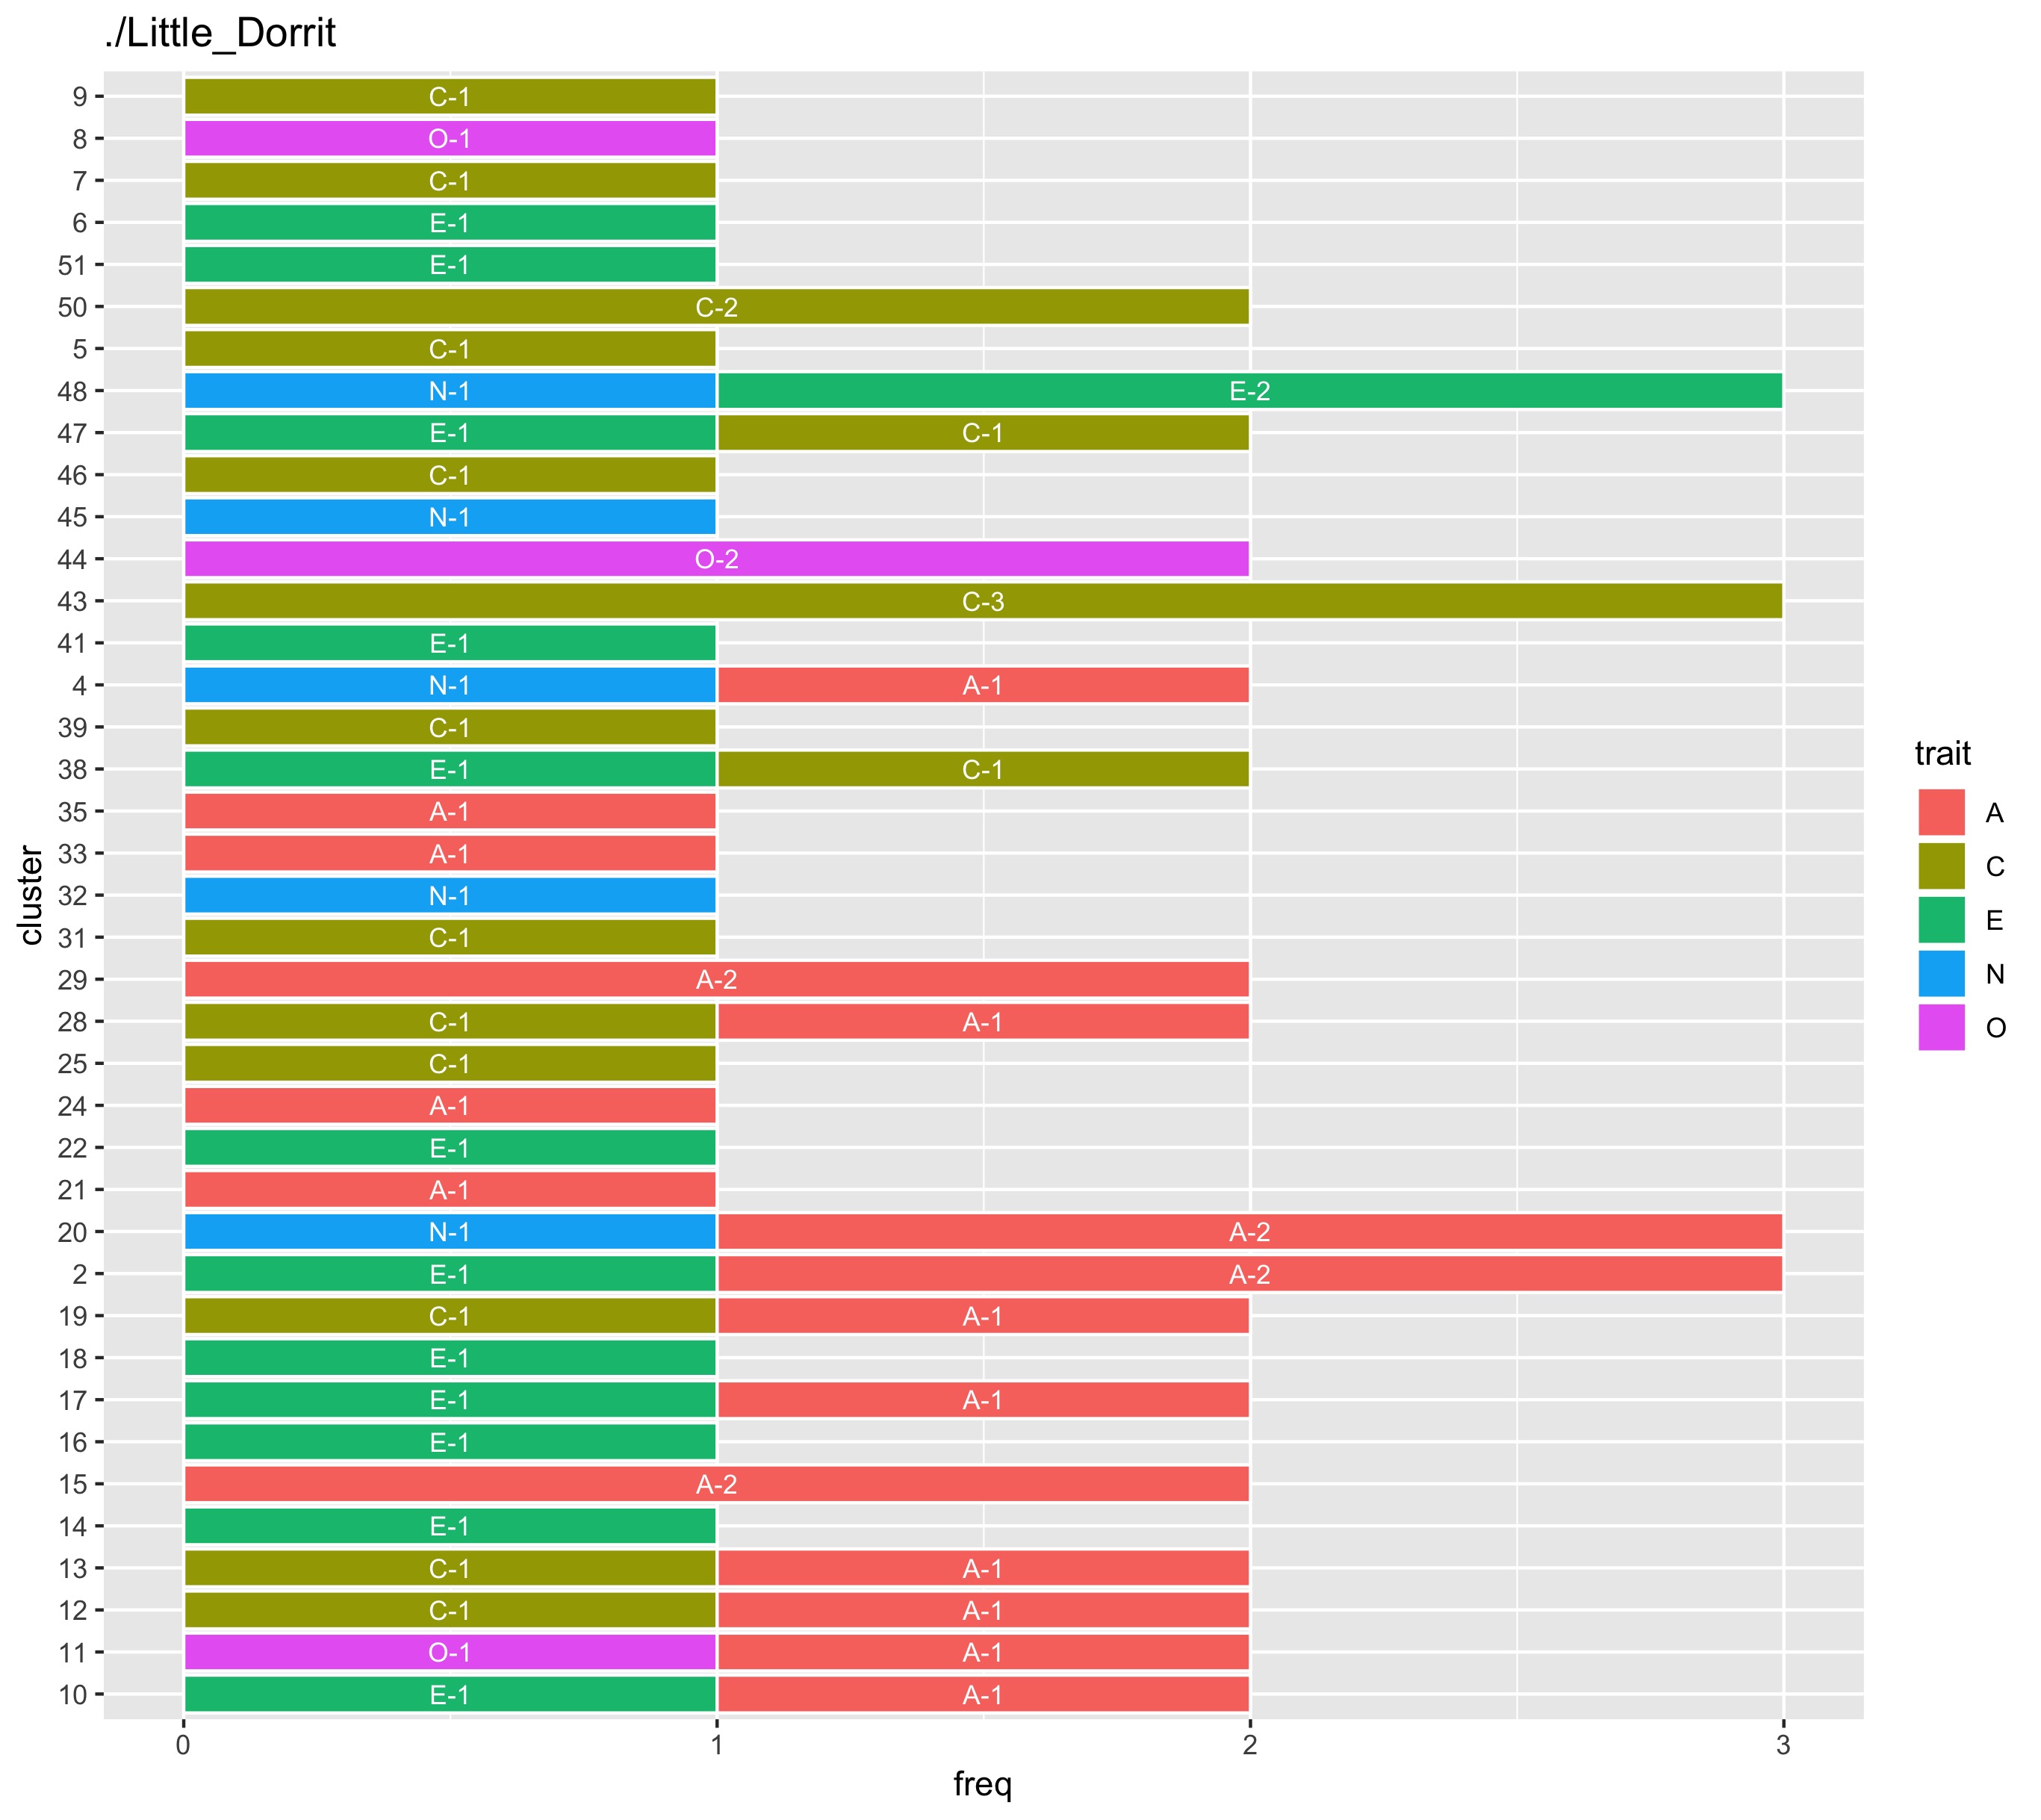 ./Little_Dorrit
9 C-1
8 O-1
7 C-1
6 E-1
51 E-1
50 C-2
5 C-1
48 N-1 E-2
47 E-1 C-1
46 C-1
45 N-1
44 O-2
43 C-3
41 E-1
4 N-1 A-1
39 C-1
38 E-1 C-1
35 A-1
33 A-1
32 N-1
31 C-1
29 A-2
28 C-1 A-1
25 C-1
24 A-1
22 E-1
21 A-1
20 N-1 A-2
2 E-1 A-2
19 C-1 A-1
18 E-1
17 E-1 A-1
16 E-1
15 A-2
14 E-1
13 C-1 A-1
12 C-1 A-1
11 O-1 A-1
10 E-1 A-1
0 1 2 3
freq
cluster
trait
A
C
E
N
O